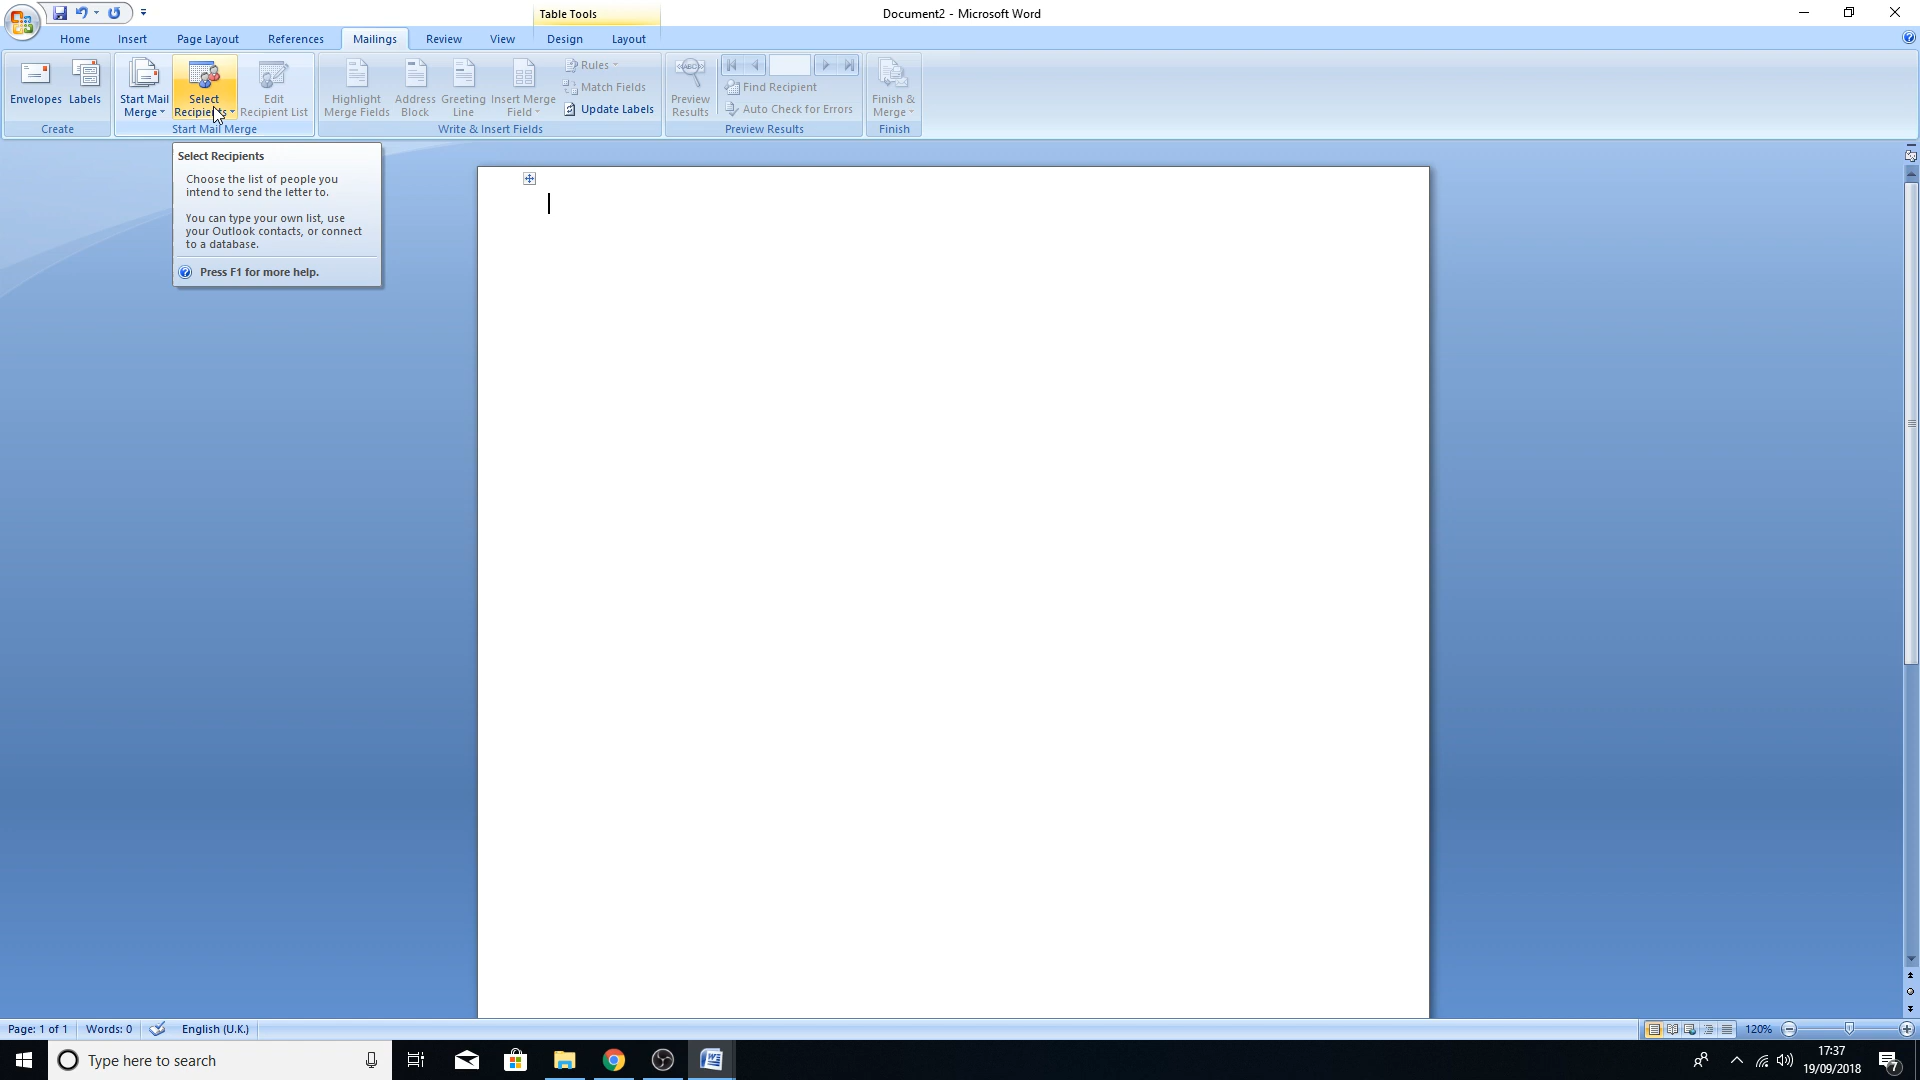 Table Tools
Document2 - Microsoft Word
Home Insert Page Layout References Mailings Review View Design Layout
Envelopes Labels
Create
Start Mail Merge
Select Recipients
Edit Recipient List
Start Mail Merge
Highlight Merge Fields
Address Block
Greeting Line
Insert Merge Field
Rules
Match Fields
Update Labels
Write & Insert Fields
Preview Results
Find Recipient
Auto Check for Errors
Preview Results
Finish & Merge
Finish
Select Recipients
Choose the list of people you
intend to send the letter to.
You can type your own list, use
your Outlook contacts, or connect
to a database.
Press F1 for more help.
Page: 1 of 1 Words: 0 English (U.K.) 120%
Type here to search
17:37
19/09/2018
7